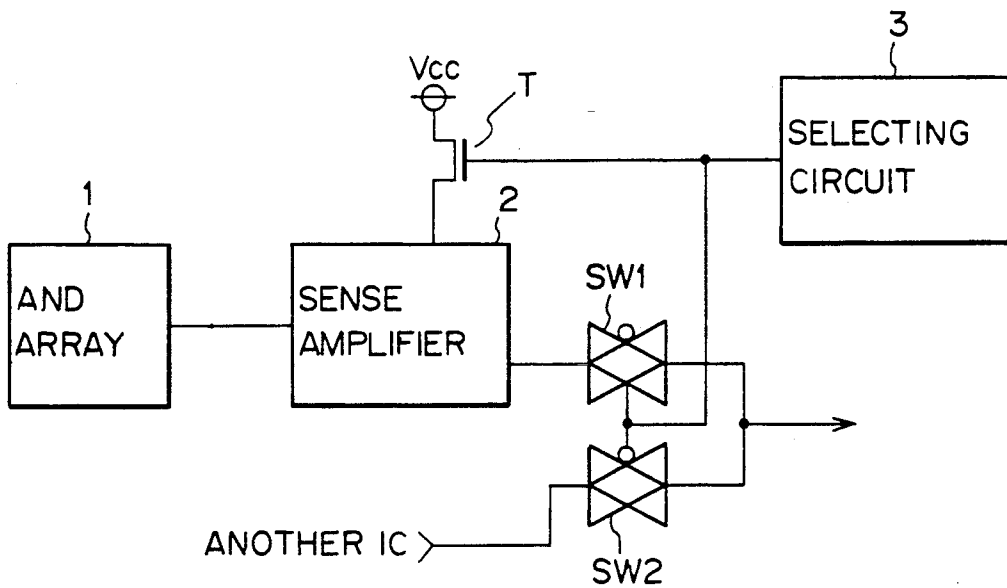 3
Vcc
T
SELECTING
CIRCUIT
1
2
AND
ARRAY
SENSE
AMPLIFIER
SW1
ANOTHER IC
SW2